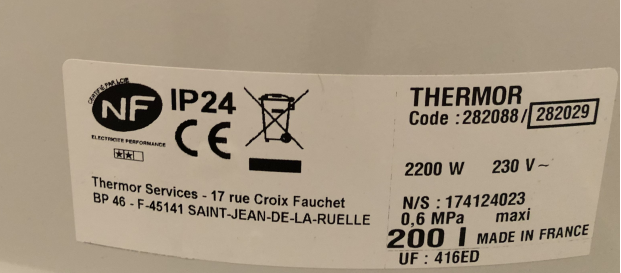 CERTIFIÉ PAR LCIE
NF
ELECTRICITE PERFORMANCE
IP24
CE
Thermor Services - 17 rue Croix Fauchet
BP 46 - F-45141 SAINT-JEAN-DE-LA-RUELLE
THERMOR
Code : 282088/ 282029
2200 W 230 V~
N/S : 174124023
0,6 MPa maxi
200 l MADE IN FRANCE
UF : 416ED